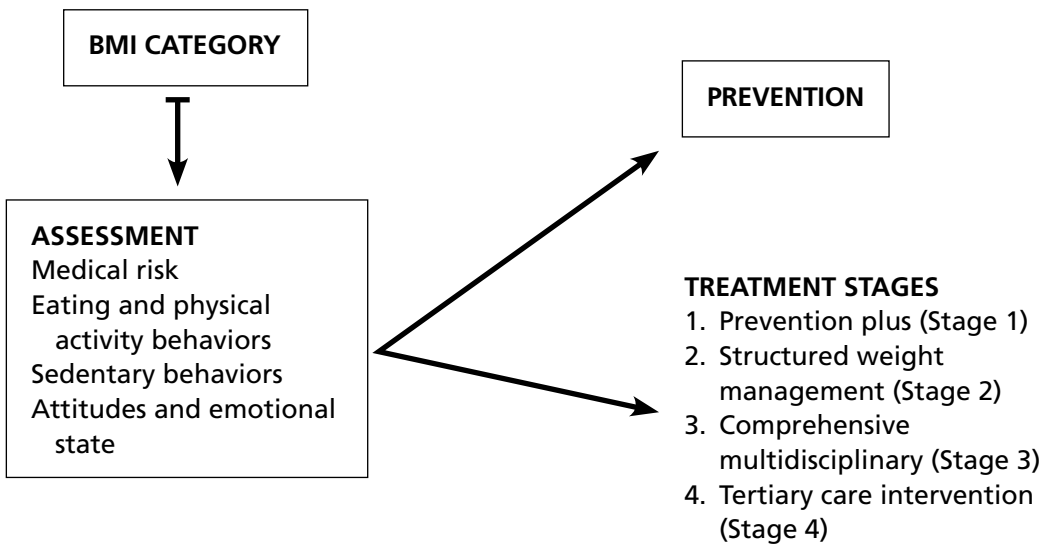 BMI CATEGORY
ASSESSMENT
Medical risk
Eating and physical
activity behaviors
Sedentary behaviors
Attitudes and emotional
state
PREVENTION
TREATMENT STAGES
1. Prevention plus (Stage 1)
2. Structured weight
management (Stage 2)
3. Comprehensive
multidisciplinary (Stage 3)
4. Tertiary care intervention
(Stage 4)